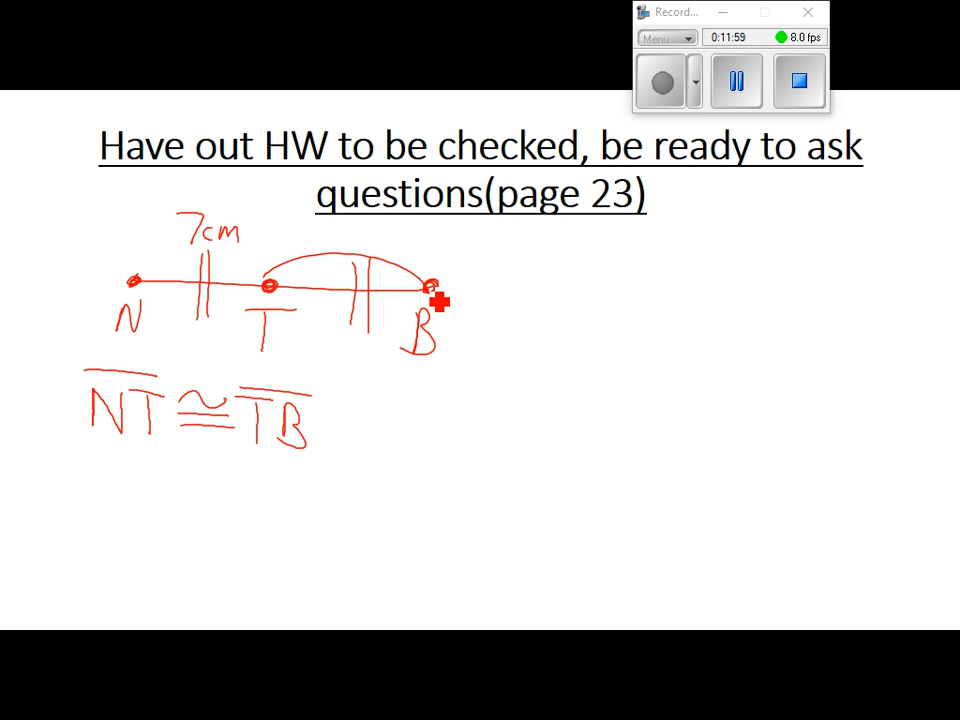 Record...
Menu
0:11:59
8.0 fps
Have out HW to be checked, be ready to ask
questions(page 23)
7cm
N T B
NT ≅ TB